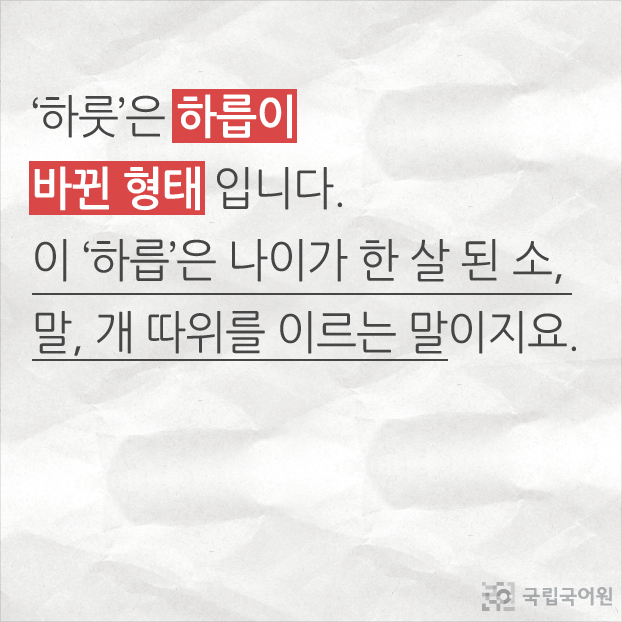 ‘하룻’은 하릅이
바뀐 형태 입니다.
이 ‘하릅’은 나이가 한 살 된 소,
말, 개 따위를 이르는 말이지요.
국립국어원